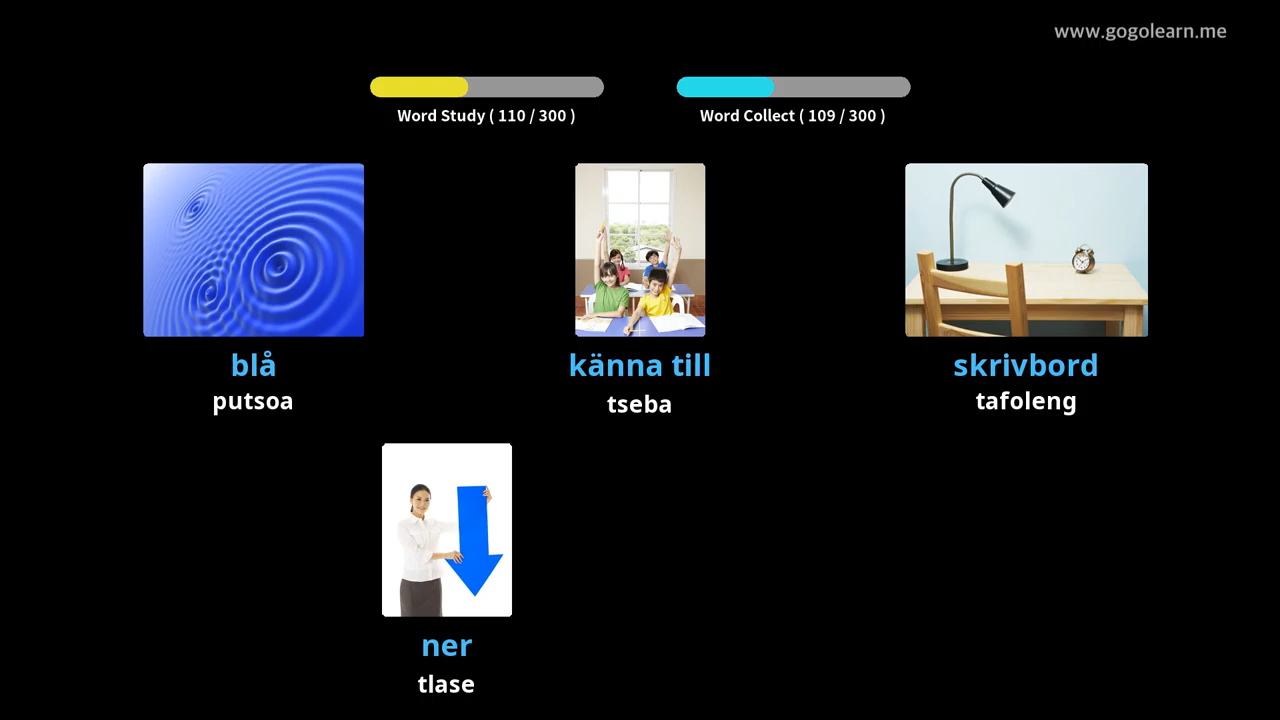 www.gogolearn.me
Word Study ( 110 / 300 )
Word Collect ( 109 / 300 )
blå
putsoa
känna till
tseba
skrivbord
tafoleng
ner
tlase